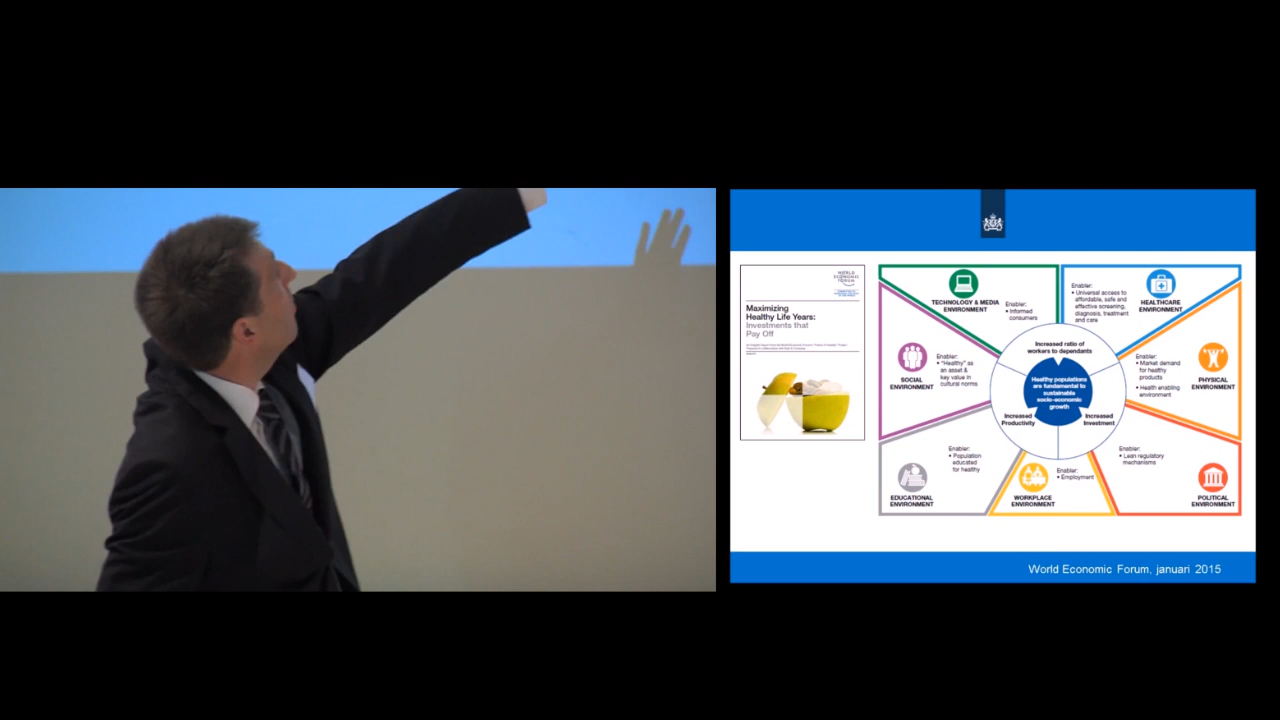 WORLD
ECONOMIC
FORUM
Maximizing
Healthy Life Years:
Investments that
Pay Off
TECHNOLOGY & MEDIA
ENVIRONMENT
Enabler:
• Informed
consumers
Enabler:
• Universal access to
affordable, safe and
effective screening,
diagnosis, treatment
and care
HEALTHCARE
ENVIRONMENT
SOCIAL
ENVIRONMENT
Enabler:
• "Healthy" as
an asset &
key value in
cultural norms
Increased ratio of
workers to dependants
Healthy populations
are fundamental to
sustainable
socio-economic
growth
Increased
Productivity
Increased
Investment
Enabler:
• Market demand
for healthy
products
• Health enabling
environment
PHYSICAL
ENVIRONMENT
EDUCATIONAL
ENVIRONMENT
Enabler:
• Population
educated
for healthy
WORKPLACE
ENVIRONMENT
Enabler:
• Employment
Enabler:
• Lean regulatory
mechanisms
POLITICAL
ENVIRONMENT
World Economic Forum, januari 2015